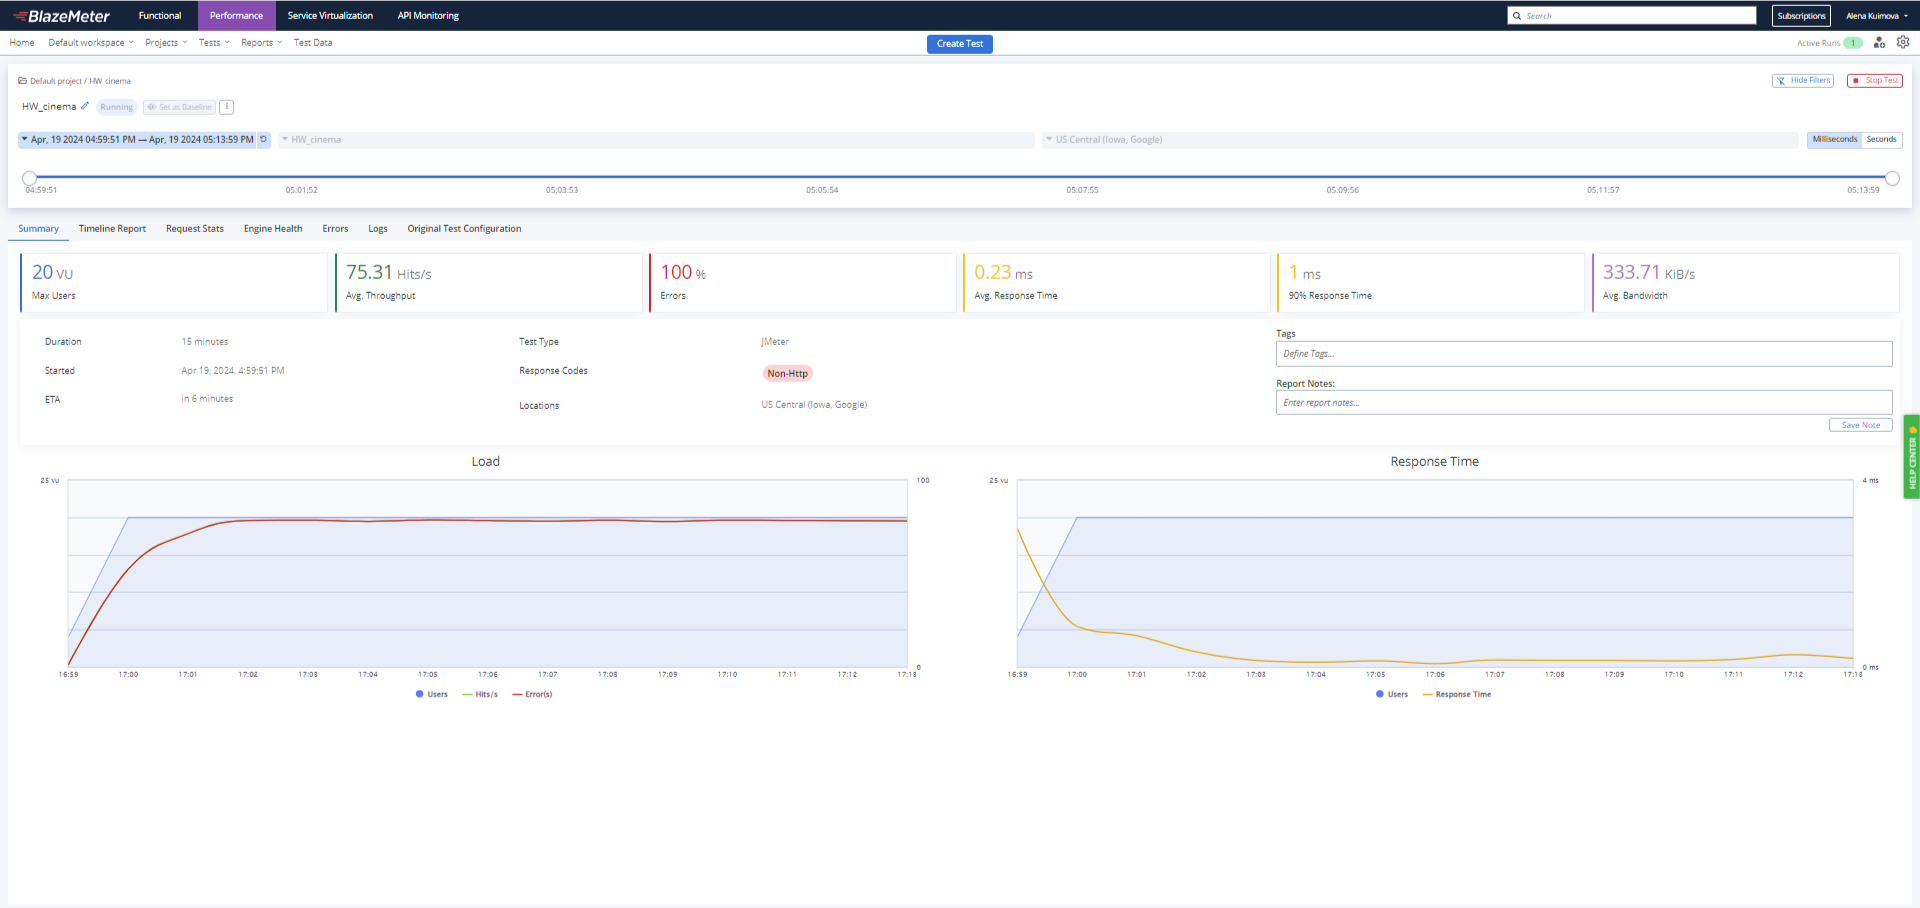 BlazeMeter Functional Performance Service Virtualization API Monitoring Search Subscriptions Alena Kuimova
Home Default workspace Projects Tests Reports Test Data Create Test Active Runs 1
Default project / HW cinema Hide Filters Stop Test
HW_cinema Running Set as Baseline
Apr, 19 2024 04:59:51 PM — Apr, 19 2024 05:13:59 PM HW_cinema US Central (Iowa, Google) Milliseconds Seconds
04:59:51 05:01:52 05:03:53 05:05:54 05:07:55 05:09:56 05:11:57 05:13:59
Summary Timeline Report Request Stats Engine Health Errors Logs Original Test Configuration
20 VU 75.31 Hits/s 100 % 0.23 ms 1 ms 333.71 KiB/s
Max Users Avg. Throughput Errors Avg. Response Time 90% Response Time Avg. Bandwidth
Duration 15 minutes Test Type JMeter
Started Apr 19, 2024, 4:59:51 PM Response Codes Non-Http
ETA in 6 minutes Locations US Central (Iowa, Google)
Tags
Define Tags...
Report Notes:
Enter report notes...
Save Note
HELP CENTER
Load
25 vu 100
0
16:59 17:00 17:01 17:02 17:03 17:04 17:05 17:06 17:07 17:08 17:09 17:10 17:11 17:12 17:13
Users Hits/s Error(s)
Response Time
25 vu 4 ms
0 ms
16:59 17:00 17:01 17:02 17:03 17:04 17:05 17:06 17:07 17:08 17:09 17:10 17:11 17:12 17:13
Users Response Time